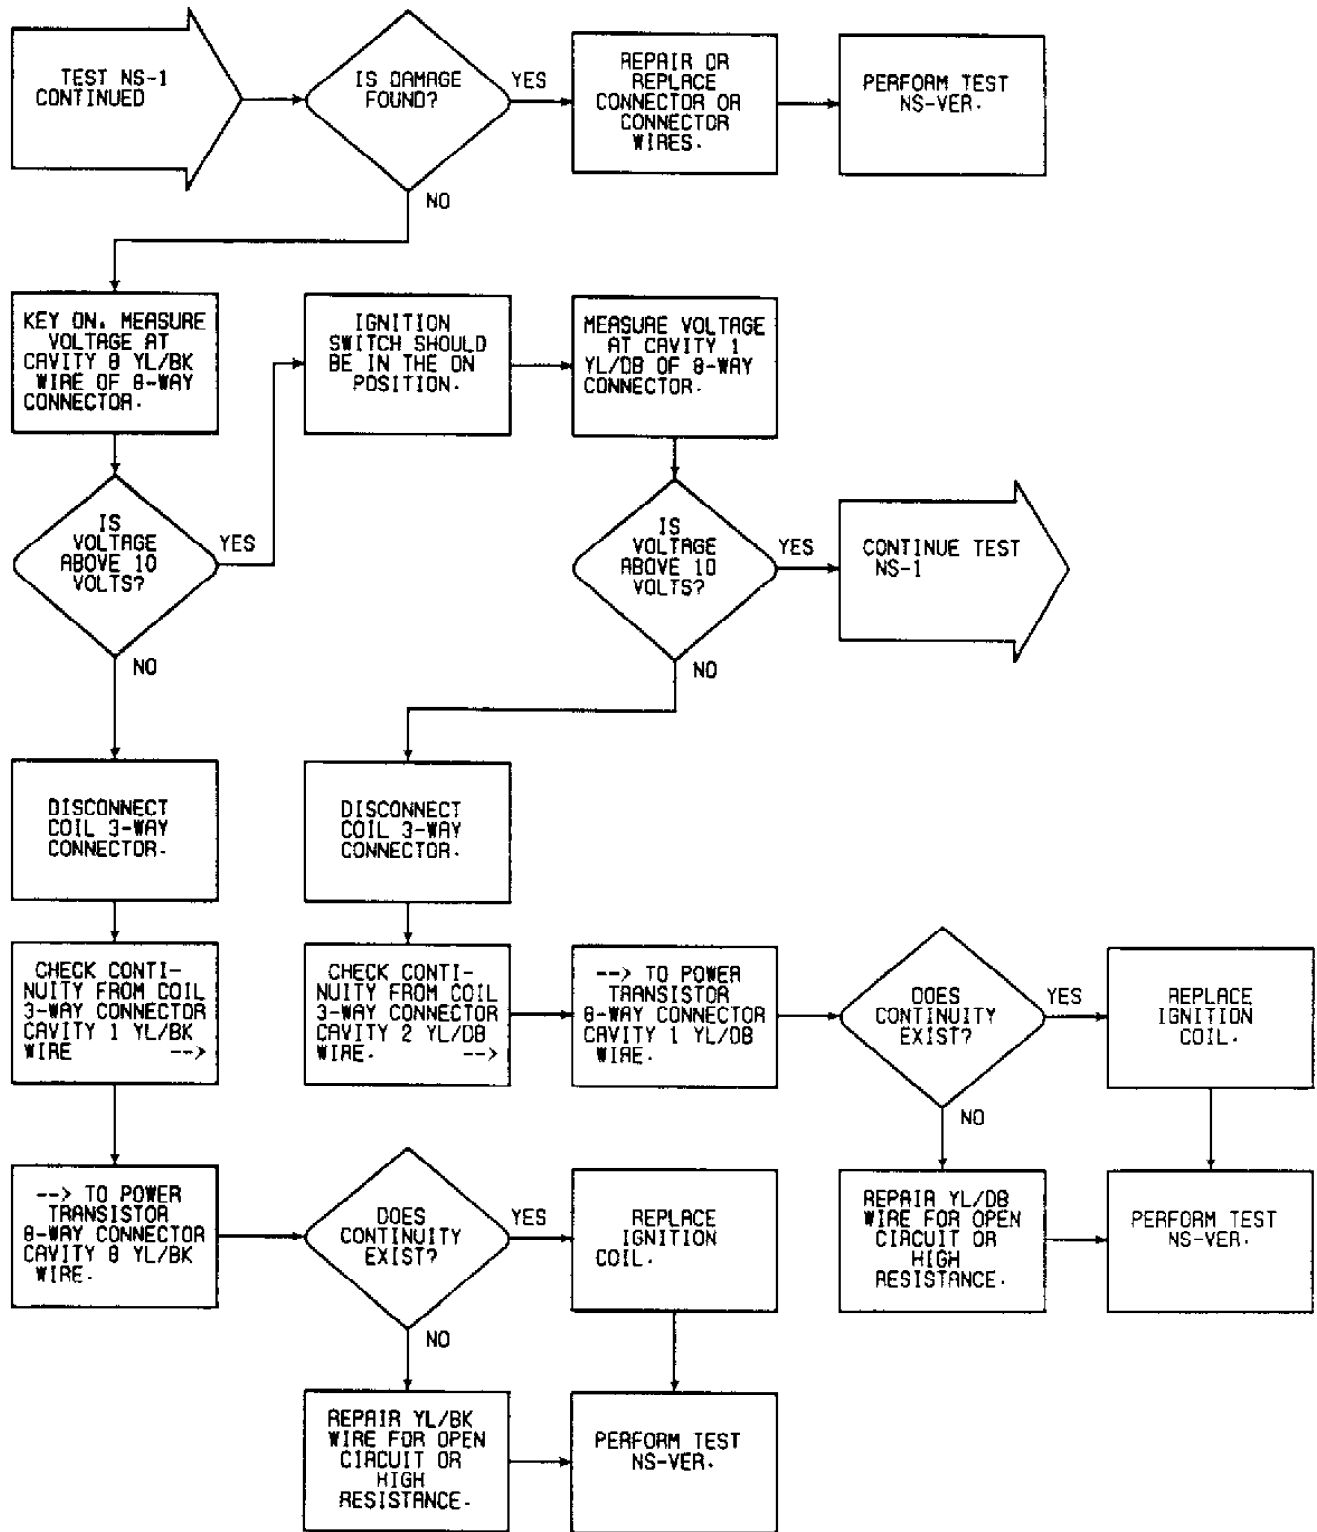 TEST NS-1
CONTINUED
IS DAMAGE
FOUND?
YES
REPAIR OR
REPLACE
CONNECTOR OR
CONNECTOR
WIRES.
PERFORM TEST
NS-VER.
NO
KEY ON. MEASURE
VOLTAGE AT
CAVITY 8 YL/BK
WIRE OF 8-WAY
CONNECTOR.
IGNITION
SWITCH SHOULD
BE IN THE ON
POSITION.
MEASURE VOLTAGE
AT CAVITY 1
YL/DB OF 8-WAY
CONNECTOR.
IS
VOLTAGE
ABOVE 10
VOLTS?
YES
IS
VOLTAGE
ABOVE 10
VOLTS?
YES
CONTINUE TEST
NS-1
NO
NO
DISCONNECT
COIL 3-WAY
CONNECTOR.
DISCONNECT
COIL 3-WAY
CONNECTOR.
CHECK CONTI-
NUITY FROM COIL
3-WAY CONNECTOR
CAVITY 1 YL/BK
WIRE -->
CHECK CONTI-
NUITY FROM COIL
3-WAY CONNECTOR
CAVITY 2 YL/DB
WIRE. -->
--> TO POWER
TRANSISTOR
8-WAY CONNECTOR
CAVITY 1 YL/DB
WIRE.
DOES
CONTINUITY
EXIST?
YES
REPLACE
IGNITION
COIL.
NO
--> TO POWER
TRANSISTOR
8-WAY CONNECTOR
CAVITY 8 YL/BK
WIRE.
DOES
CONTINUITY
EXIST?
YES
REPLACE
IGNITION
COIL.
REPAIR YL/DB
WIRE FOR OPEN
CIRCUIT OR
HIGH
RESISTANCE.
PERFORM TEST
NS-VER.
NO
REPAIR YL/BK
WIRE FOR OPEN
CIRCUIT OR
HIGH
RESISTANCE.
PERFORM TEST
NS-VER.